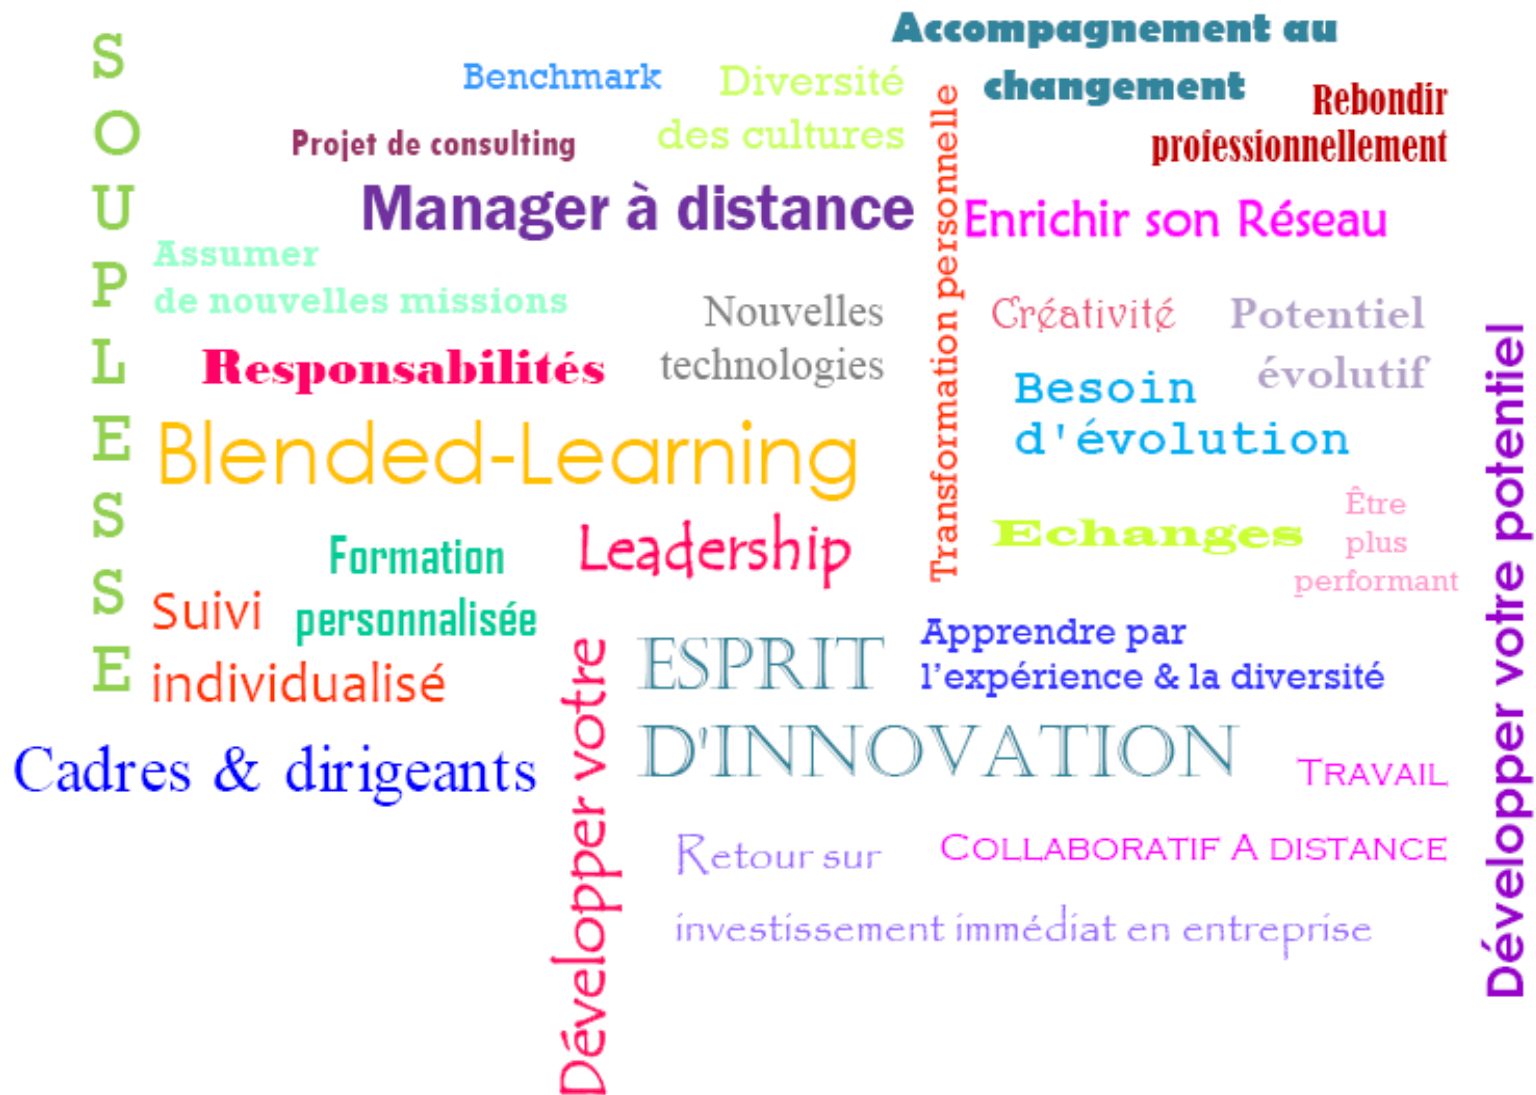 SOUPLESSE
Accompagnement au
changement
Benchmark
Diversité
des cultures
Rebondir
professionnellement
Projet de consulting
Manager à distance
Transformation personnelle
Enrichir son Réseau
Assumer
de nouvelles missions
Nouvelles
technologies
Créativité
Potentiel
évolutif
Responsabilités
Besoin
d'évolution
Développer votre potentiel
Blended-Learning
Leadership
Echanges
Être
plus
performant
Formation
personnalisée
Suivi
individualisé
Développer votre
ESPRIT
D'INNOVATION
Apprendre par
l’expérience & la diversité
Cadres & dirigeants
TRAVAIL
COLLABORATIF A DISTANCE
Retour sur
investissement immédiat en entreprise